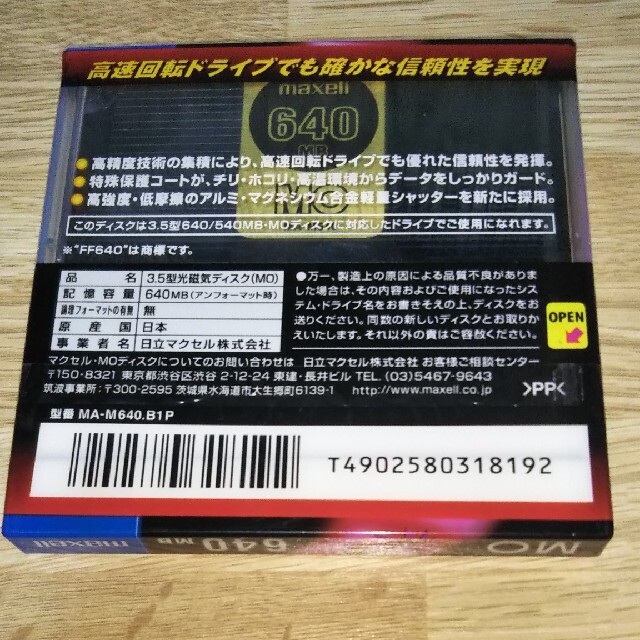 高速回転ドライブでも確かな信頼性を実現
maxell
640
MB
MO
●高精度技術の集積により、高速回転ドライブでも優れた信頼性を発揮。
●特殊保護コートが、チリ・ホコリ・高温環境からデータをしっかりガード。
●高強度・低摩擦のアルミ・マグネシウム合金軽量シャッターを新たに採用。
このディスクは3.5型640/540MB・MOディスクに対応したドライブでご使用になれます。
※"FF640"は商標です。
品名 3.5型光磁気ディスク(MO)
記憶容量 640MB(アンフォーマット時)
論理フォーマットの有無 無
原産国 日本
事業者名 日立マクセル株式会社
●万一、製造上の原因による品質不良がありま
した場合は、その内容およびご使用になったシス
テム・ドライブ名をお書きそえの上、ディスクをお
送りください。同数の新しいディスクとお取りか
えいたします。それ以外の責はご容赦ください。
OPEN
マクセル・MOディスクについてのお問い合わせは 日立マクセル株式会社 お客様ご相談センター
〒150-8321 東京都渋谷区渋谷 2-12-24 東建・長井ビル TEL. (03)5467-9643
筑波事業所:〒300-2595 茨城県水海道市大生郷町6139-1 http://www.maxell.co.jp
>PP<
型番 MA-M640.B1P
T4902580318192
maxell 640 MB MO